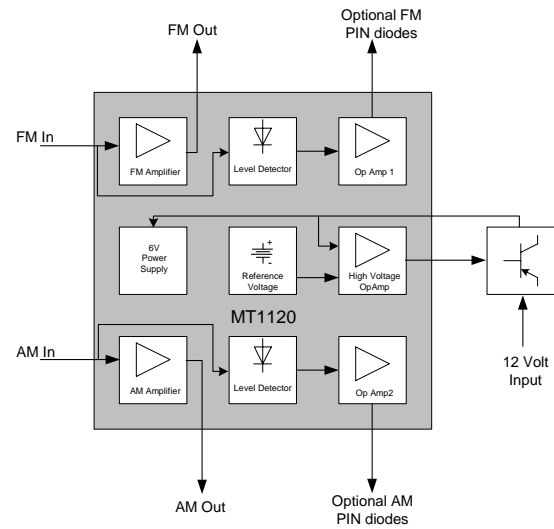 Optional FM
PIN diodes
FM Out
FM In
FM Amplifier
Level Detector
Op Amp 1
6V
Power
Supply
+
-
Reference
Voltage
High Voltage
OpAmp
MT1120
AM In
12 Volt
Input
AM Amplifier
Level Detector
Op Amp2
AM Out
Optional AM
PIN diodes